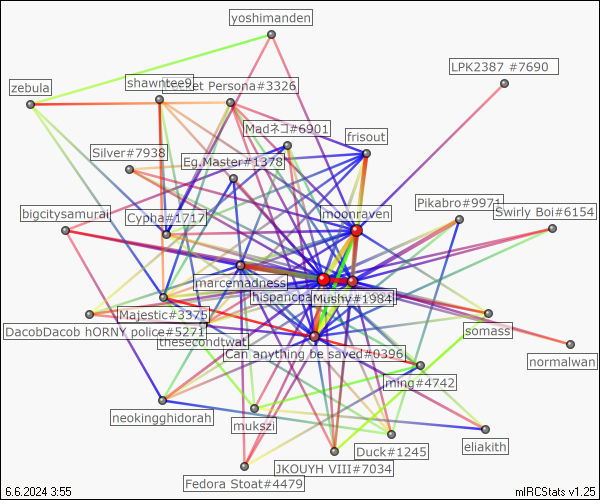 yoshimanden
LPK2387 #7690
zebula
shawntee9
et Persona#3326
Madネコ#6901
frisout
Silver#7938
Eg.Master#1378
Pikabro#9971
Swirly Boi#6154
bigcitysamurai
Cypha#1717
moonraven
marcemadness
hispancpa
Mushy#1984
Majestic#3375
DacobDacob hORNY police#5271
thesecondtwat
somass
Can anything be saved#0396
normalwan
ming#4742
neokingghidorah
mukszi
eliakith
Duck#1245
JKOUYH VIII#7034
Fedora Stoat#4479
6.6.2024 3:55
mIRCStats v1.25